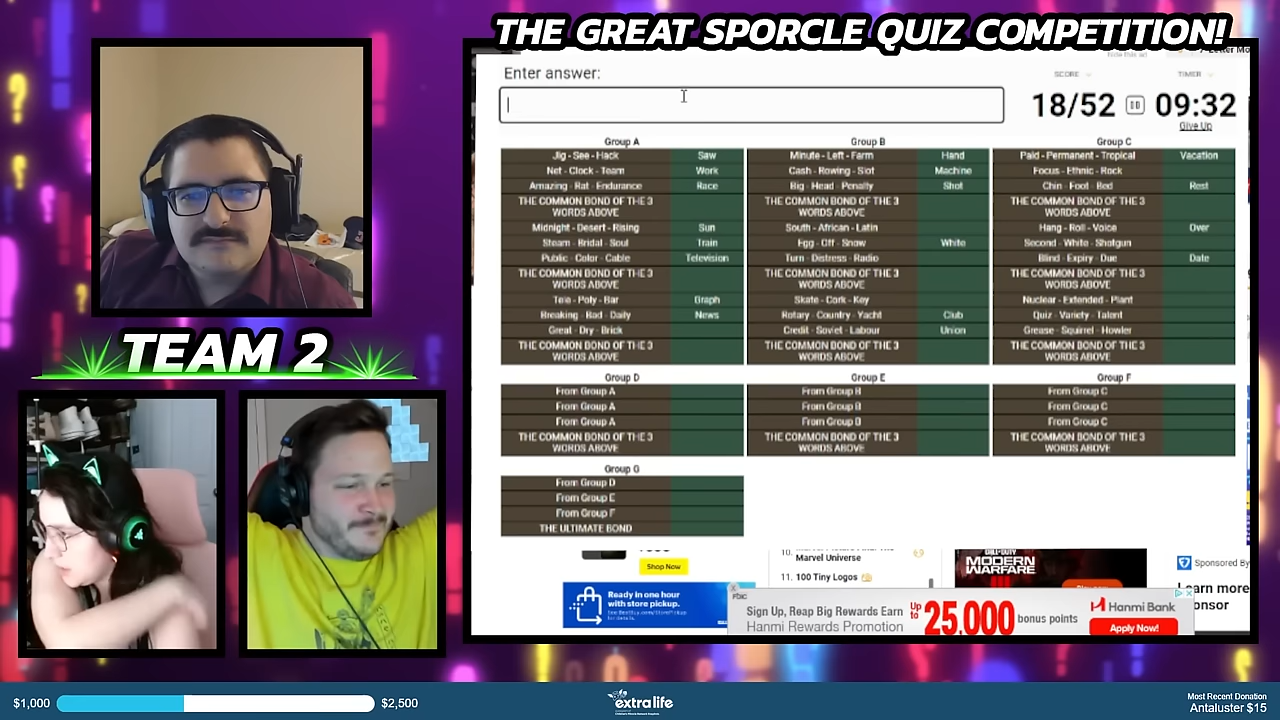 THE GREAT SPORCLE QUIZ COMPETITION!
Enter answer:
SCORE
TIMER
18/52
09:32
Give Up
Group A
Jig - See - Hack Saw
Net - Clock - Team Work
Amazing - Rat - Endurance Race
THE COMMON BOND OF THE 3
WORDS ABOVE
Midnight - Desert - Rising Sun
Steam - Bridal - Soul Train
Public - Color - Cable Television
THE COMMON BOND OF THE 3
WORDS ABOVE
Tele - Poly - Bar Graph
Breaking - Bad - Daily News
Great - Dry - Brick
THE COMMON BOND OF THE 3
WORDS ABOVE
Group B
Minute - Left - Farm Hand
Cash - Rowing - Slot Machine
Big - Head - Penalty Shot
THE COMMON BOND OF THE 3
WORDS ABOVE
South - African - Latin
Egg - Off - Snow White
Turn - Distress - Radio
THE COMMON BOND OF THE 3
WORDS ABOVE
Skate - Cork - Key
Rotary - Country - Yacht Club
Credit - Soviet - Labour Union
THE COMMON BOND OF THE 3
WORDS ABOVE
Group C
Paid - Permanent - Tropical Vacation
Focus - Ethnic - Rock
Chin - Foot - Bed Rest
THE COMMON BOND OF THE 3
WORDS ABOVE
Hang - Roll - Voice Over
Second - White - Shotgun
Blind - Expiry - Due Date
THE COMMON BOND OF THE 3
WORDS ABOVE
Nuclear - Extended - Plant
Quiz - Variety - Talent
Grease - Squirrel - Howler
THE COMMON BOND OF THE 3
WORDS ABOVE
Group D
From Group A
From Group A
From Group A
THE COMMON BOND OF THE 3
WORDS ABOVE
Group E
From Group B
From Group B
From Group B
THE COMMON BOND OF THE 3
WORDS ABOVE
Group F
From Group C
From Group C
From Group C
THE COMMON BOND OF THE 3
WORDS ABOVE
Group G
From Group D
From Group E
From Group F
THE ULTIMATE BOND
TEAM 2
Shop Now
Ready in one hour
with store pickup.
10.
Marvel Universe
11. 100 Tiny Logos
CALL OF DUTY
MODERN
WARFARE
Sponsored By
Learn more
Sign Up, Reap Big Rewards Earn
Hanmi Rewards Promotion
Up to 25,000 bonus points
Hanmi Bank
Apply Now!
$1,000
$2,500
extralife
Most Recent Donation
Antaluster $15